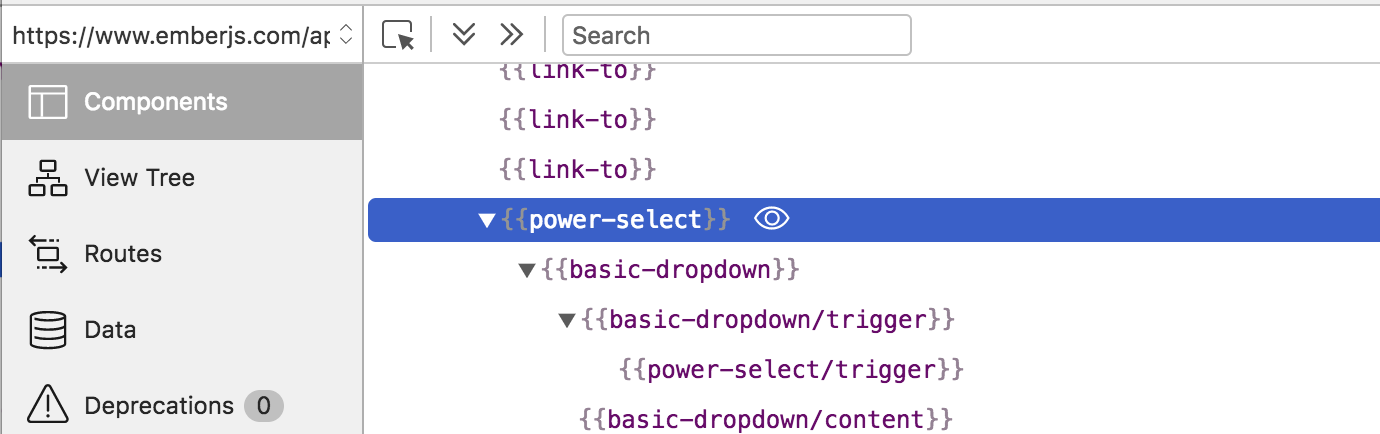 https://www.emberjs.com/ap
Search
Components
View Tree
Routes
Data
Deprecations 0
{{link-to}}
{{link-to}}
{{link-to}}
{{power-select}}
{{basic-dropdown}}
{{basic-dropdown/trigger}}
{{power-select/trigger}}
{{basic-dropdown/content}}